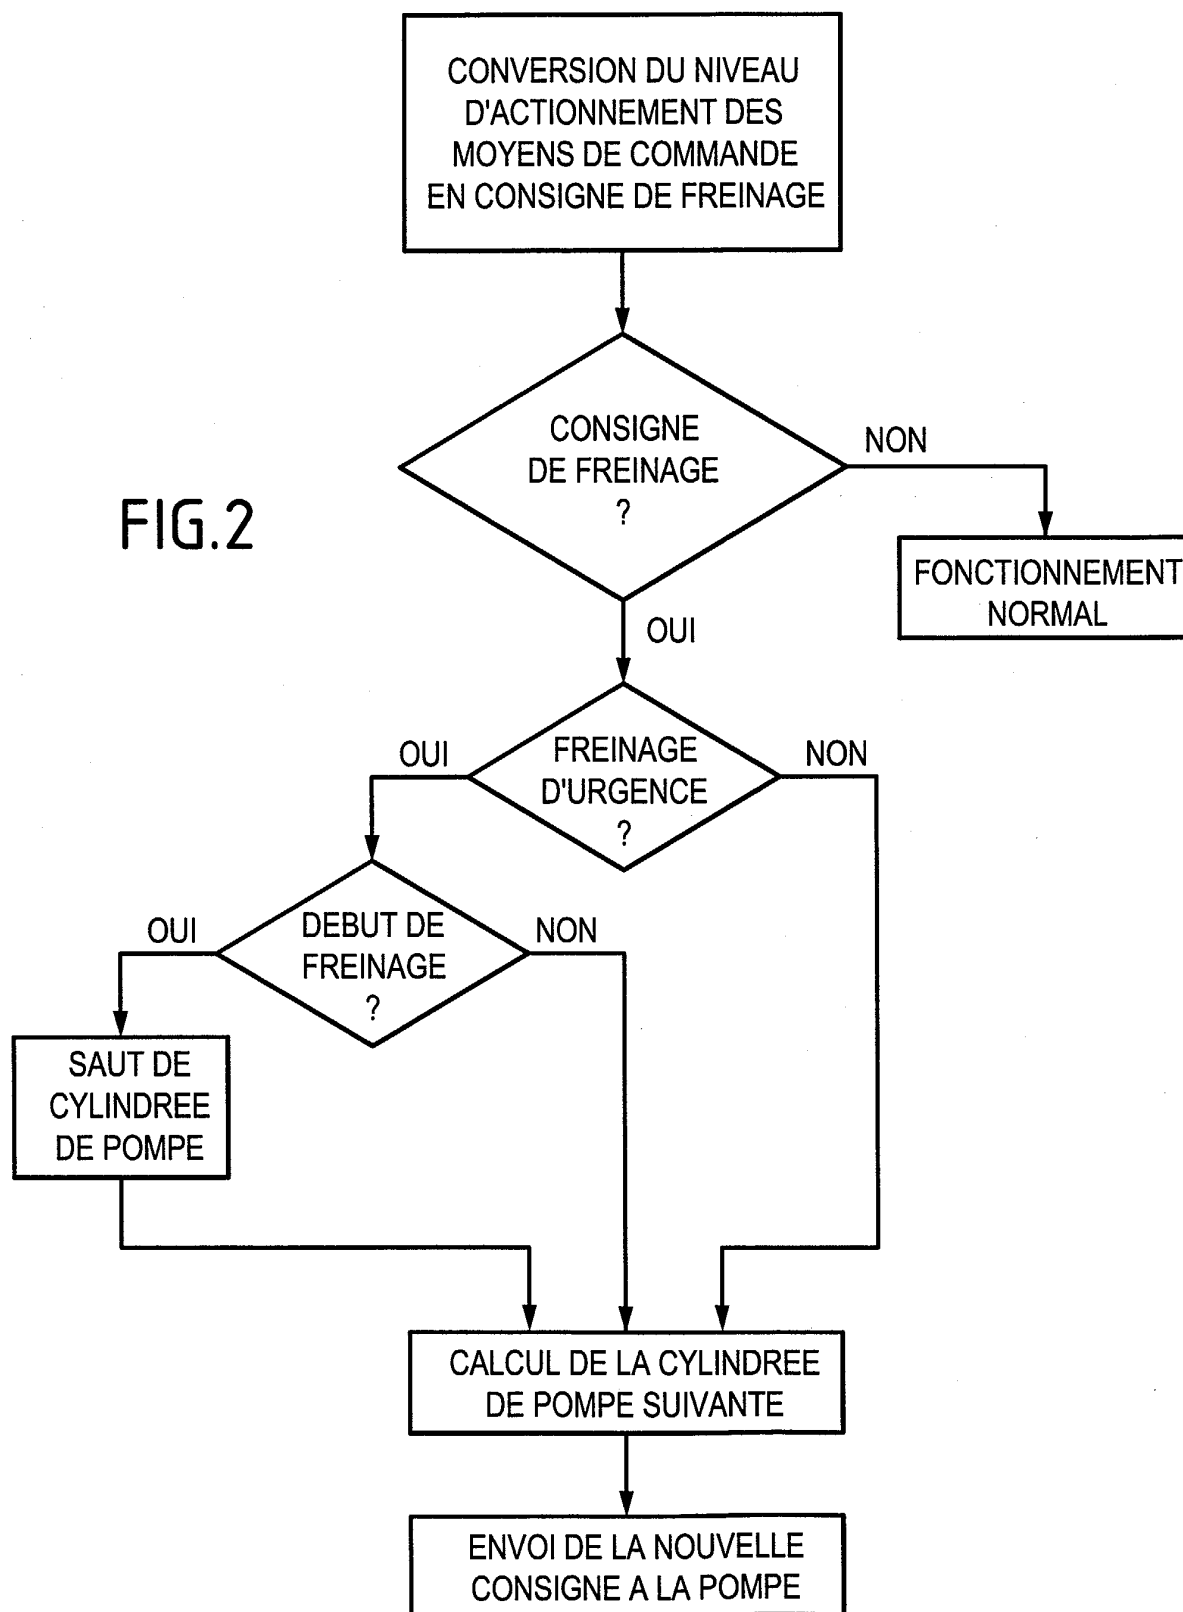 CONVERSION DU NIVEAU
D'ACTIONNEMENT DES
MOYENS DE COMMANDE
EN CONSIGNE DE FREINAGE
CONSIGNE
DE FREINAGE
?
NON
FIG.2
FONCTIONNEMENT
NORMAL
OUI
OUI
FREINAGE
D'URGENCE
?
NON
OUI
DEBUT DE
FREINAGE
?
NON
SAUT DE
CYLINDREE
DE POMPE
CALCUL DE LA CYLINDREE
DE POMPE SUIVANTE
ENVOI DE LA NOUVELLE
CONSIGNE A LA POMPE